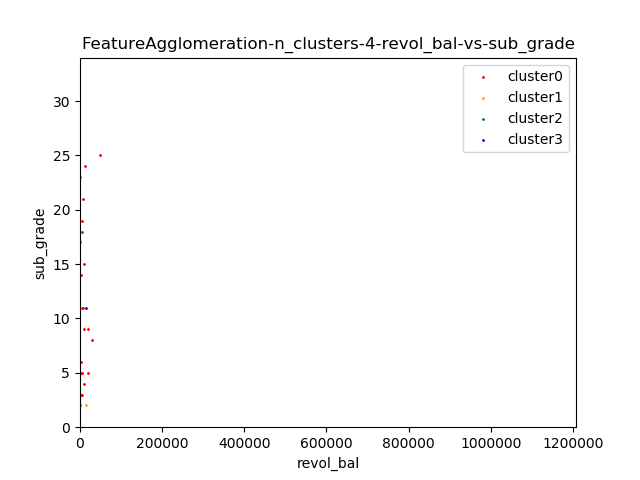 FeatureAgglomeration-n_clusters-4-revol_bal-vs-sub_grade
cluster0
cluster1
cluster2
cluster3
30
25
20
15
10
5
0
sub_grade
0 200000 400000 600000 800000 1000000 1200000
revol_bal